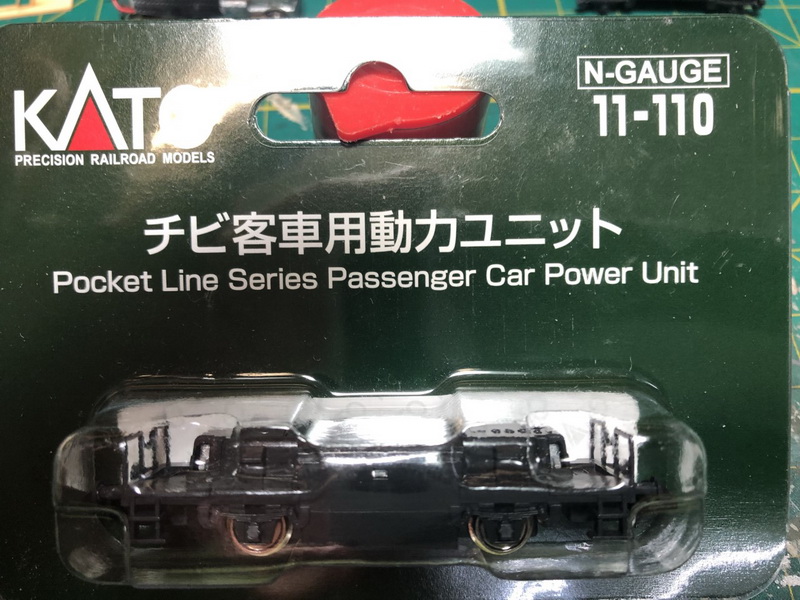 KATO
PRECISION RAILROAD MODELS
N-GAUGE
11-110
チビ客車用動力ユニット
Pocket Line Series Passenger Car Power Unit